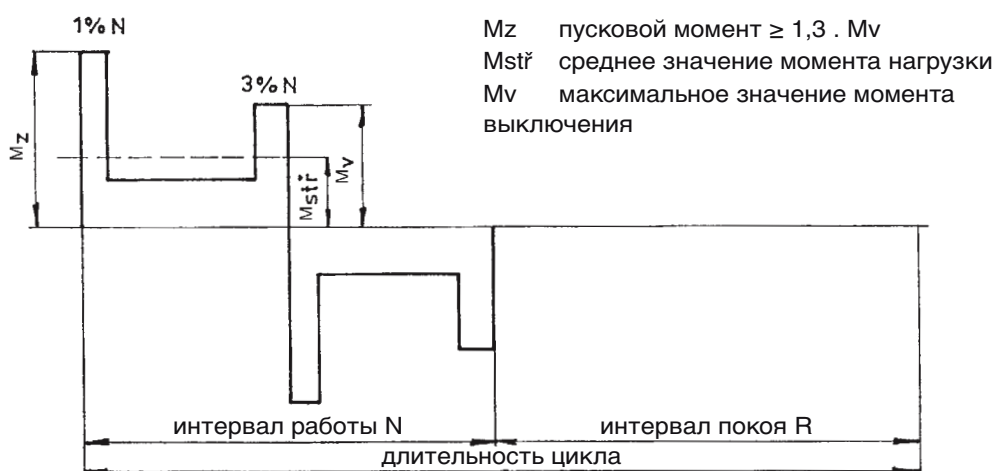 1% N
3% N
Mz пусковой момент ≥ 1,3 . Mv
Mstř среднее значение момента нагрузки
Mv максимальное значение момента
выключения
Mz
Mstř
Mv
интервал работы N
интервал покоя R
длительность цикла